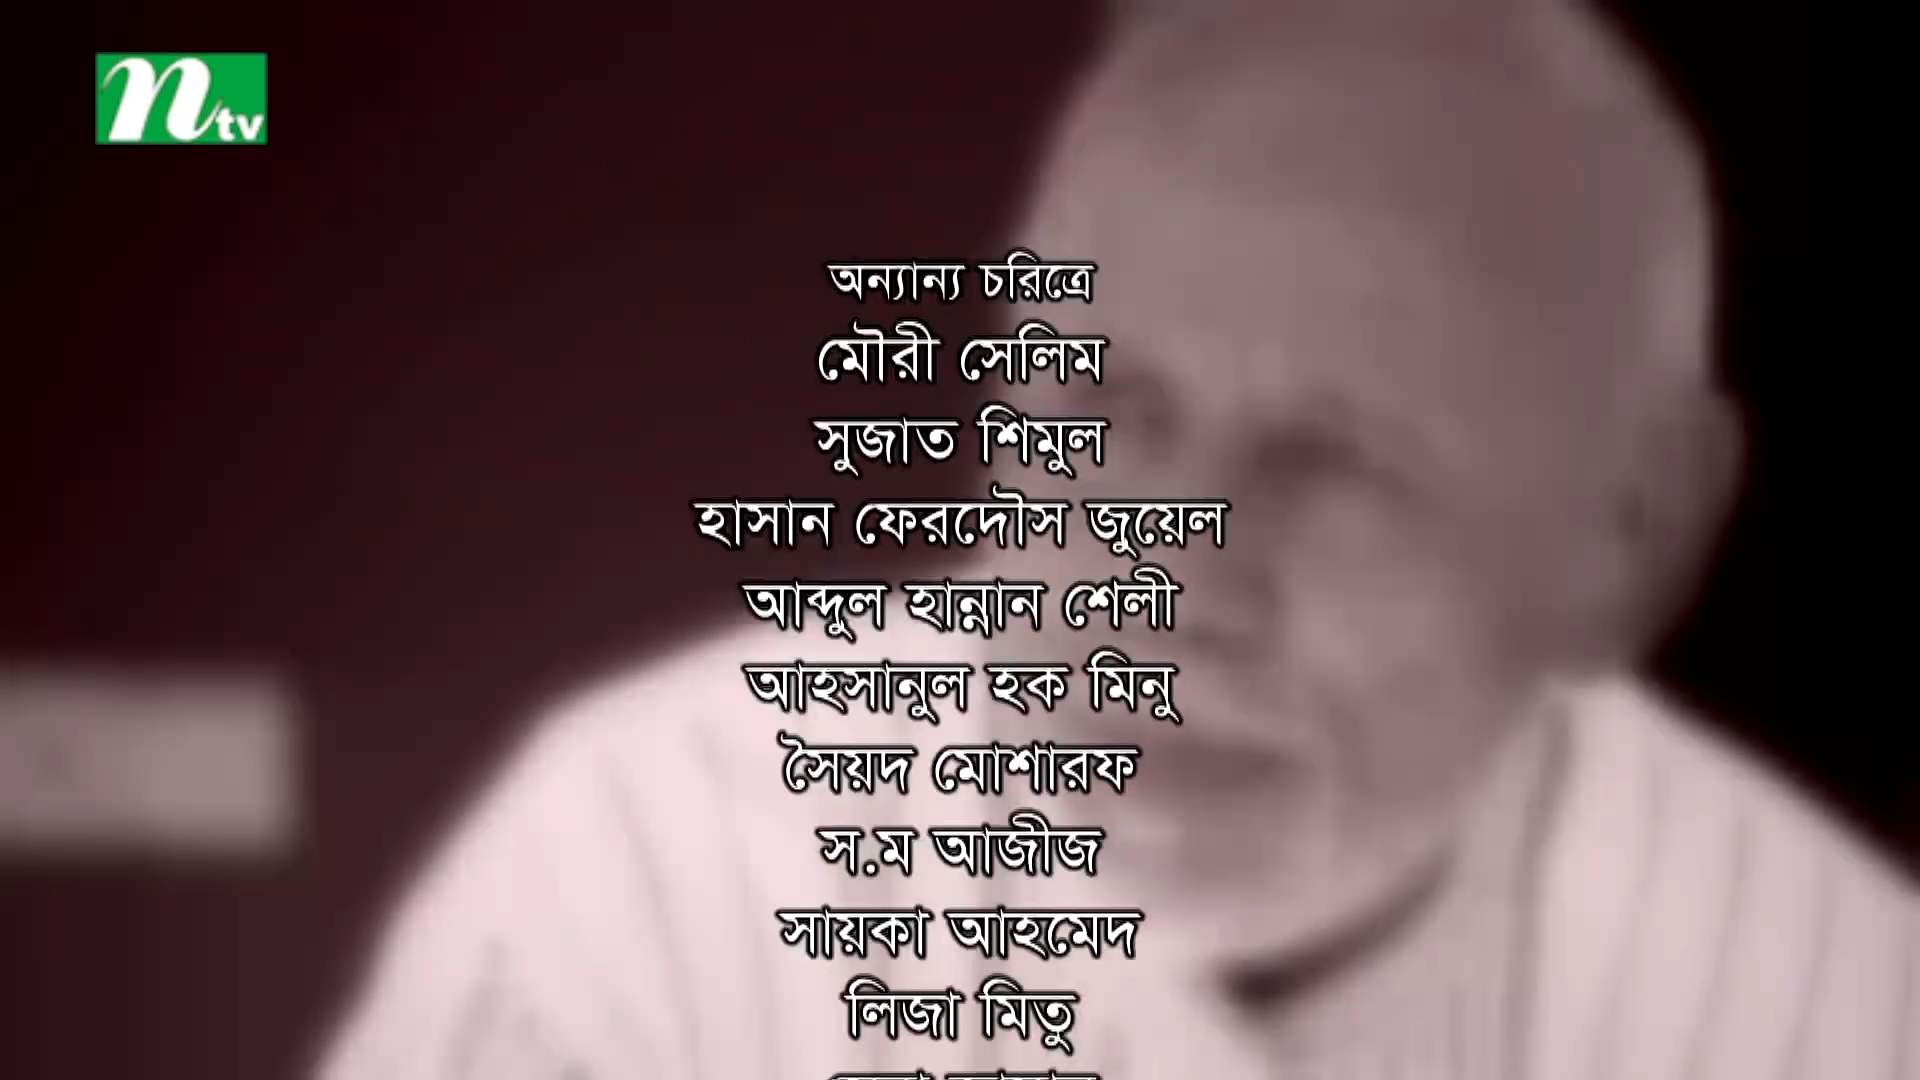 ntv
অন্যান্য চরিত্রে
মৌরী সেলিম
সুজাত শিমুল
হাসান ফেরদৌস জুয়েল
আব্দুল হান্নান শেলী
আহসানুল হক মিনু
সৈয়দ মোশারফ
স.ম আজীজ
সায়কা আহমেদ
লিজা মিতু